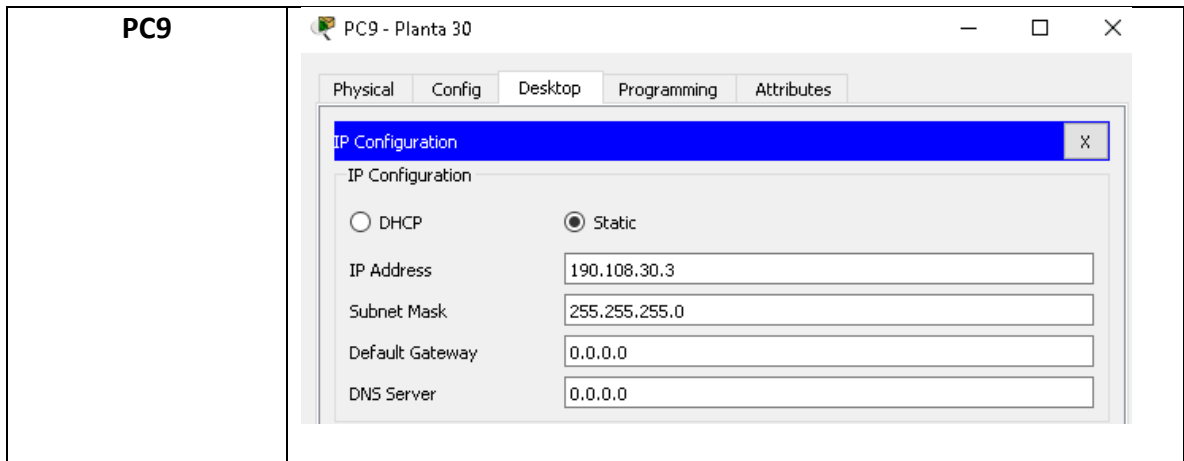 PC9
PC9 - Planta 30
Physical Config Desktop Programming Attributes
IP Configuration X
IP Configuration
DHCP Static
IP Address 190.108.30.3
Subnet Mask 255.255.255.0
Default Gateway 0.0.0.0
DNS Server 0.0.0.0